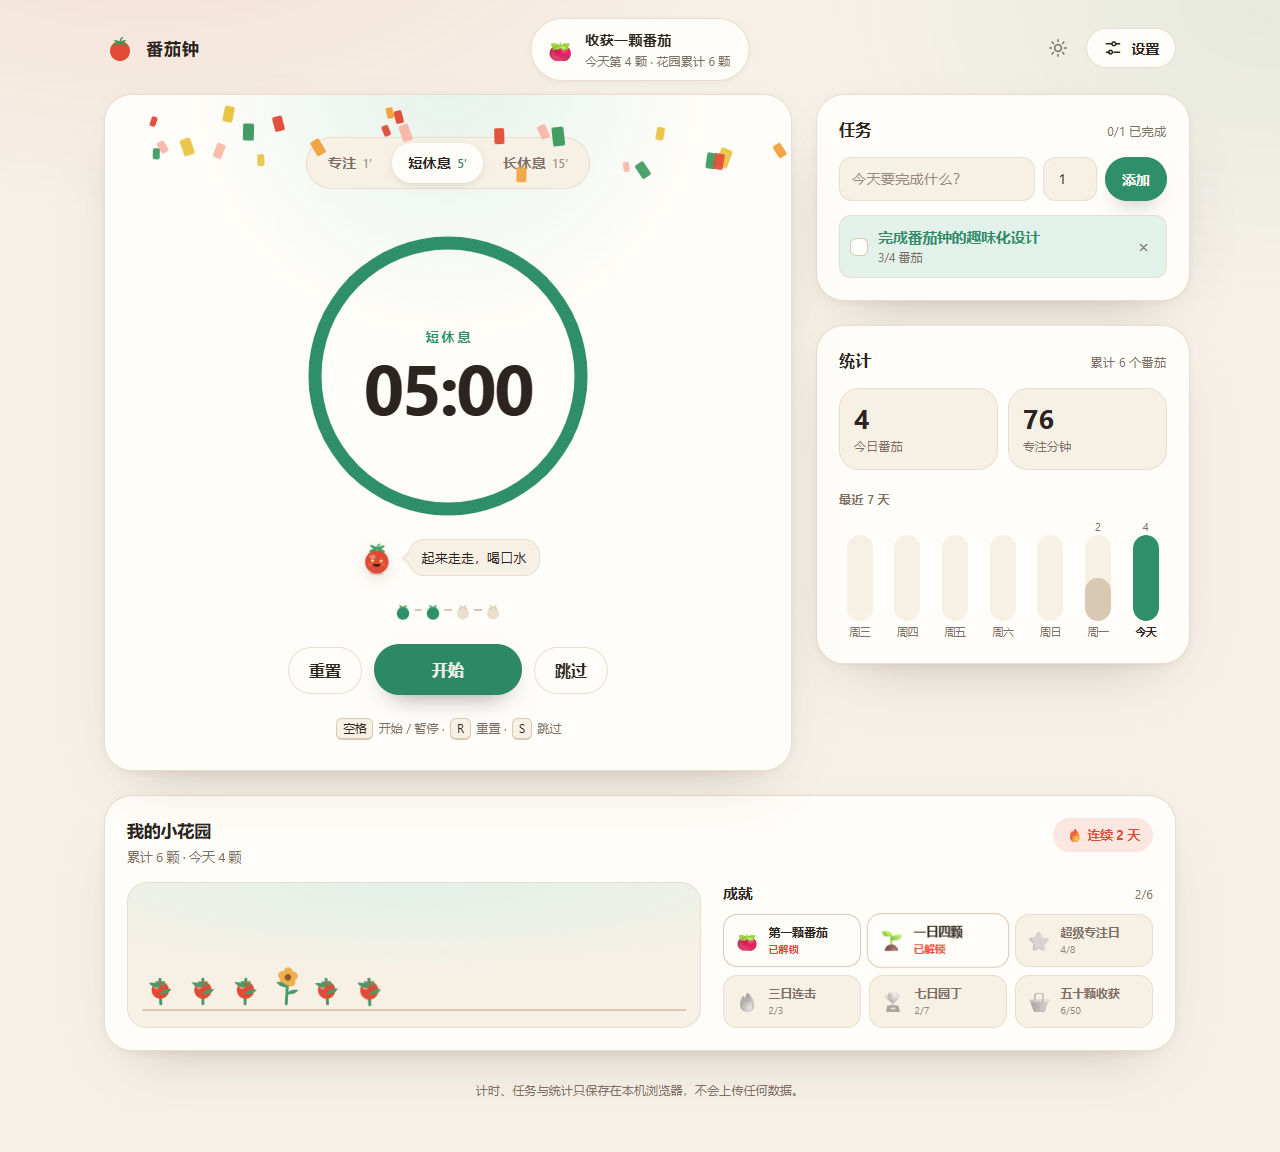 番茄钟
收获一颗番茄
今天第 4 颗 · 花园累计 6 颗
设置
专注 1′
短休息 5′
长休息 15′
短休息
05:00
起来走走，喝口水
重置
开始
跳过
空格 开始 / 暂停 · R 重置 · S 跳过
任务
0/1 已完成
今天要完成什么？
1
添加
完成番茄钟的趣味化设计
3/4 番茄
×
统计
累计 6 个番茄
4
今日番茄
76
专注分钟
最近 7 天
2
4
周三
周四
周五
周六
周日
周一
今天
我的小花园
累计 6 颗 · 今天 4 颗
连续 2 天
成就
2/6
第一颗番茄
已解锁
一日四颗
已解锁
超级专注日
4/8
三日连击
2/3
七日园丁
2/7
五十颗收获
6/50
计时、任务与统计只保存在本机浏览器，不会上传任何数据。